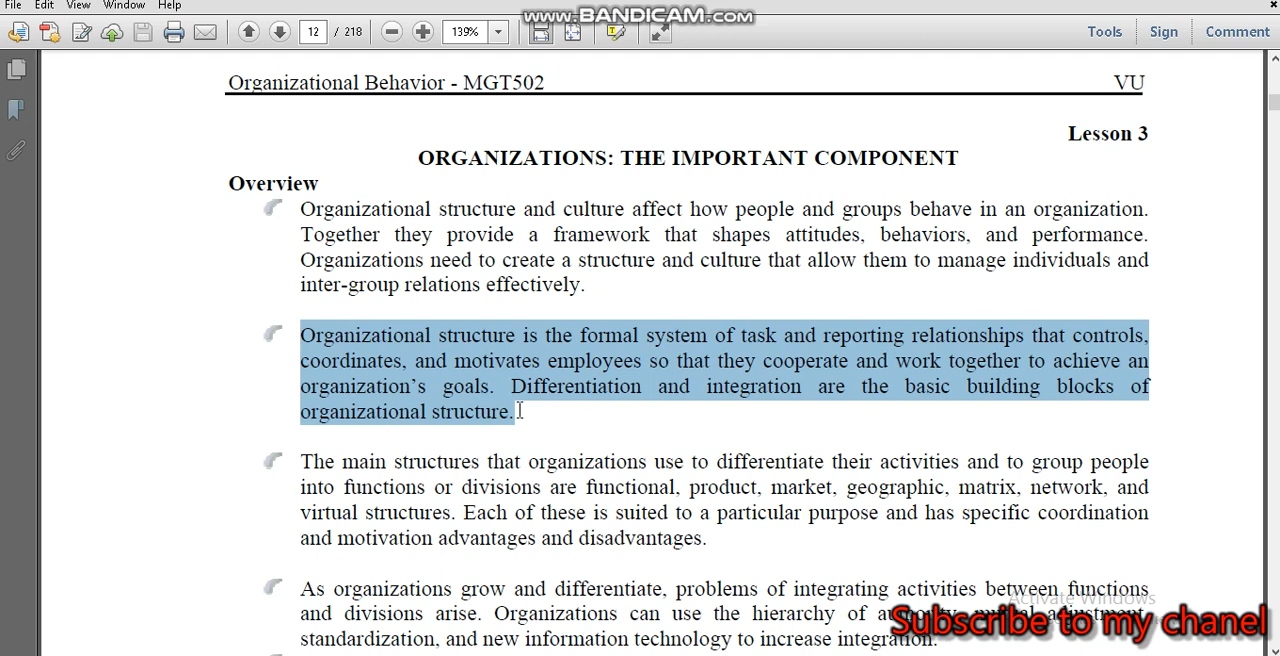 File Edit View Window Help
www.BANDICAM.com
12 / 218 139% Tools Sign Comment
Organizational Behavior - MGT502 VU
Lesson 3
ORGANIZATIONS: THE IMPORTANT COMPONENT
Overview
Organizational structure and culture affect how people and groups behave in an organization.
Together they provide a framework that shapes attitudes, behaviors, and performance.
Organizations need to create a structure and culture that allow them to manage individuals and
inter-group relations effectively.
Organizational structure is the formal system of task and reporting relationships that controls,
coordinates, and motivates employees so that they cooperate and work together to achieve an
organization's goals. Differentiation and integration are the basic building blocks of
organizational structure.
The main structures that organizations use to differentiate their activities and to group people
into functions or divisions are functional, product, market, geographic, matrix, network, and
virtual structures. Each of these is suited to a particular purpose and has specific coordination
and motivation advantages and disadvantages.
As organizations grow and differentiate, problems of integrating activities between functions
Activate Windows
and divisions arise. Organizations can use the hierarchy of
Subscribe to my chanel
standardization, and new information technology to increase integration.